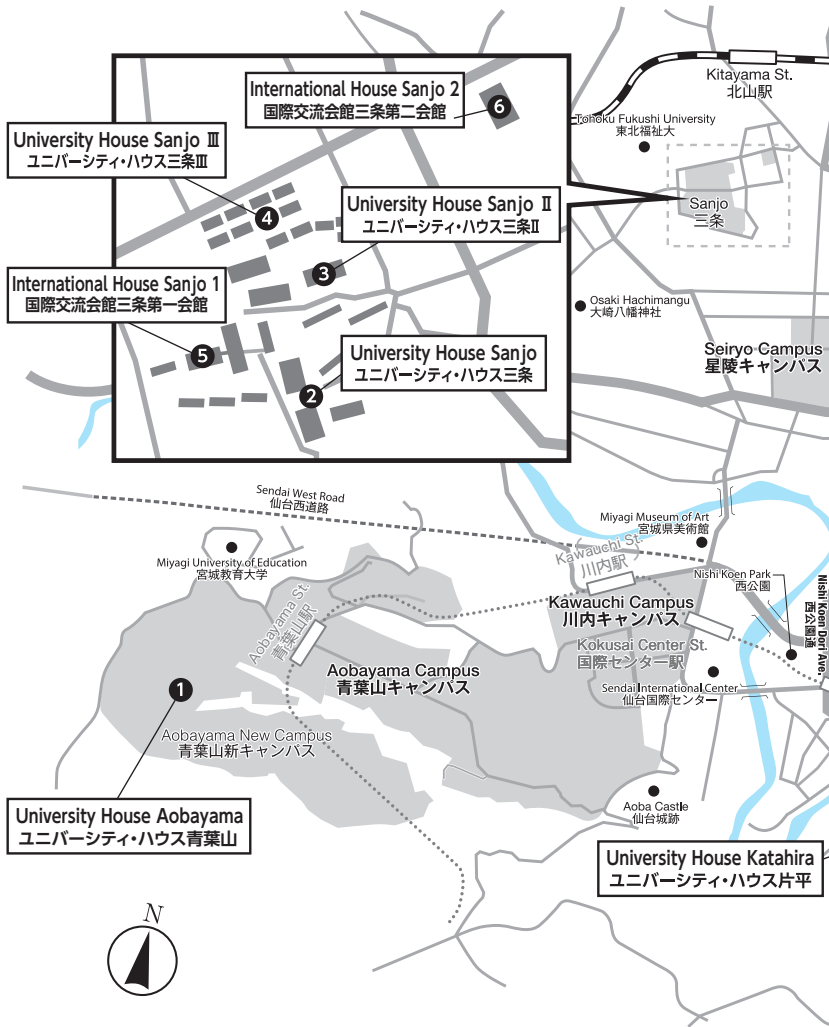 International House Sanjo 2
国際交流会館三条第二会館
6
Kitayama St.
北山駅
Tohoku Fukushi University
東北福祉大
University House Sanjo Ⅲ
ユニバーシティ・ハウス三条Ⅲ
4
University House Sanjo Ⅱ
ユニバーシティ・ハウス三条Ⅱ
Sanjo
三条
3
International House Sanjo 1
国際交流会館三条第一会館
5
Osaki Hachimangu
大崎八幡神社
University House Sanjo
ユニバーシティ・ハウス三条
2
Seiryo Campus
星陵キャンパス
Sendai West Road
仙台西道路
Miyagi Museum of Art
宮城県美術館
Miyagi University of Education
宮城教育大学
Kawauchi St.
川内駅
Nishi Koen Park
西公園
Nishi Koen Dori Ave.
西公園通
Aobayama St.
青葉山駅
Kawauchi Campus
川内キャンパス
Kokusai Center St.
国際センター駅
Aobayama Campus
青葉山キャンパス
Sendai International Center
仙台国際センター
1
Aobayama New Campus
青葉山新キャンパス
Aoba Castle
仙台城跡
University House Aobayama
ユニバーシティ・ハウス青葉山
University House Katahira
ユニバーシティ・ハウス片平
N